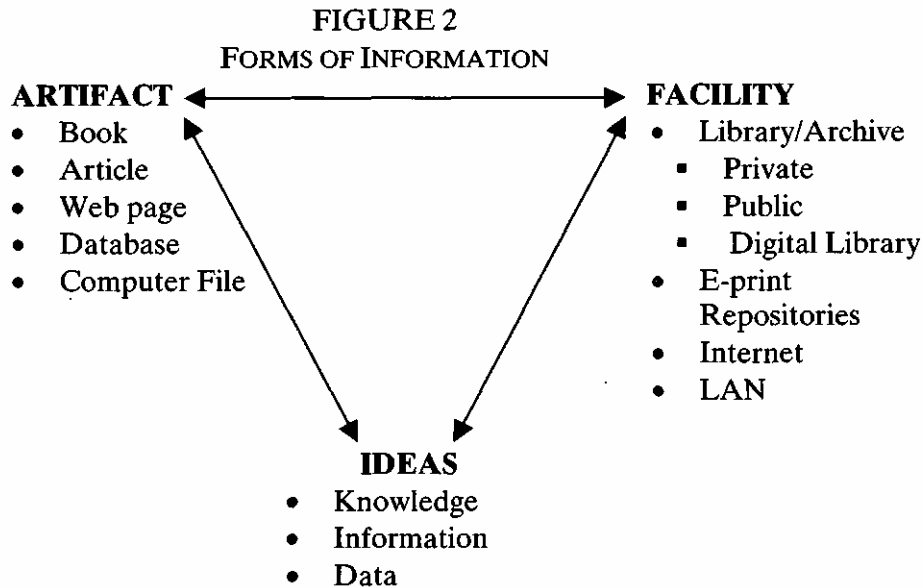 FIGURE 2
FORMS OF INFORMATION
ARTIFACT
• Book
• Article
• Web page
• Database
• Computer File
FACILITY
• Library/Archive
▪ Private
▪ Public
▪ Digital Library
• E-print
Repositories
• Internet
• LAN
IDEAS
• Knowledge
• Information
• Data